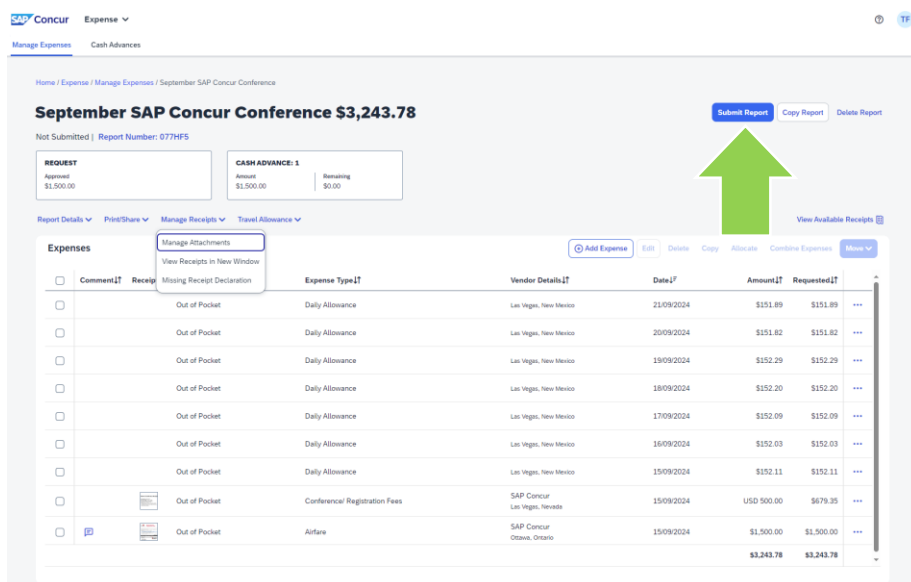 SAP Concur Expense TF
Manage Expenses Cash Advances
Home / Expense / Manage Expenses / September SAP Concur Conference
September SAP Concur Conference $3,243.78
Submit Report Copy Report Delete Report
Not Submitted | Report Number: 077HF5
REQUEST
Approved
$1,500.00
CASH ADVANCE: 1
Amount Remaining
$1,500.00 $0.00
Report Details Print/Share Manage Receipts Travel Allowance View Available Receipts
Manage Attachments
View Receipts in New Window
Missing Receipt Declaration
Expenses Add Expense Edit Delete Copy Allocate Combine Expenses Move
Comment Receip Expense Type Vendor Details Date Amount Requested
Out of Pocket Daily Allowance Las Vegas, New Mexico 21/09/2024 $151.89 $151.89
Out of Pocket Daily Allowance Las Vegas, New Mexico 20/09/2024 $151.82 $151.82
Out of Pocket Daily Allowance Las Vegas, New Mexico 19/09/2024 $152.29 $152.29
Out of Pocket Daily Allowance Las Vegas, New Mexico 18/09/2024 $152.20 $152.20
Out of Pocket Daily Allowance Las Vegas, New Mexico 17/09/2024 $152.09 $152.09
Out of Pocket Daily Allowance Las Vegas, New Mexico 16/09/2024 $152.03 $152.03
Out of Pocket Daily Allowance Las Vegas, New Mexico 15/09/2024 $152.11 $152.11
Out of Pocket Conference/ Registration Fees SAP Concur 15/09/2024 USD 500.00 $679.35
Las Vegas, Nevada
Out of Pocket Airfare SAP Concur 15/09/2024 $1,500.00 $1,500.00
Ottawa, Ontario
$3,243.78 $3,243.78